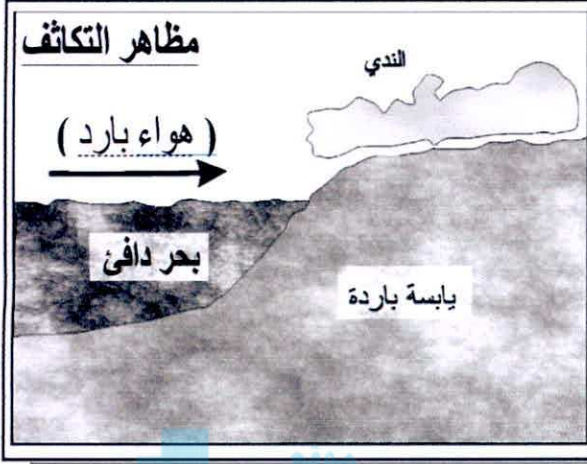 مظاهر التكاثف
الندي
( هواء بارد )
بحر دافئ
يابسة باردة